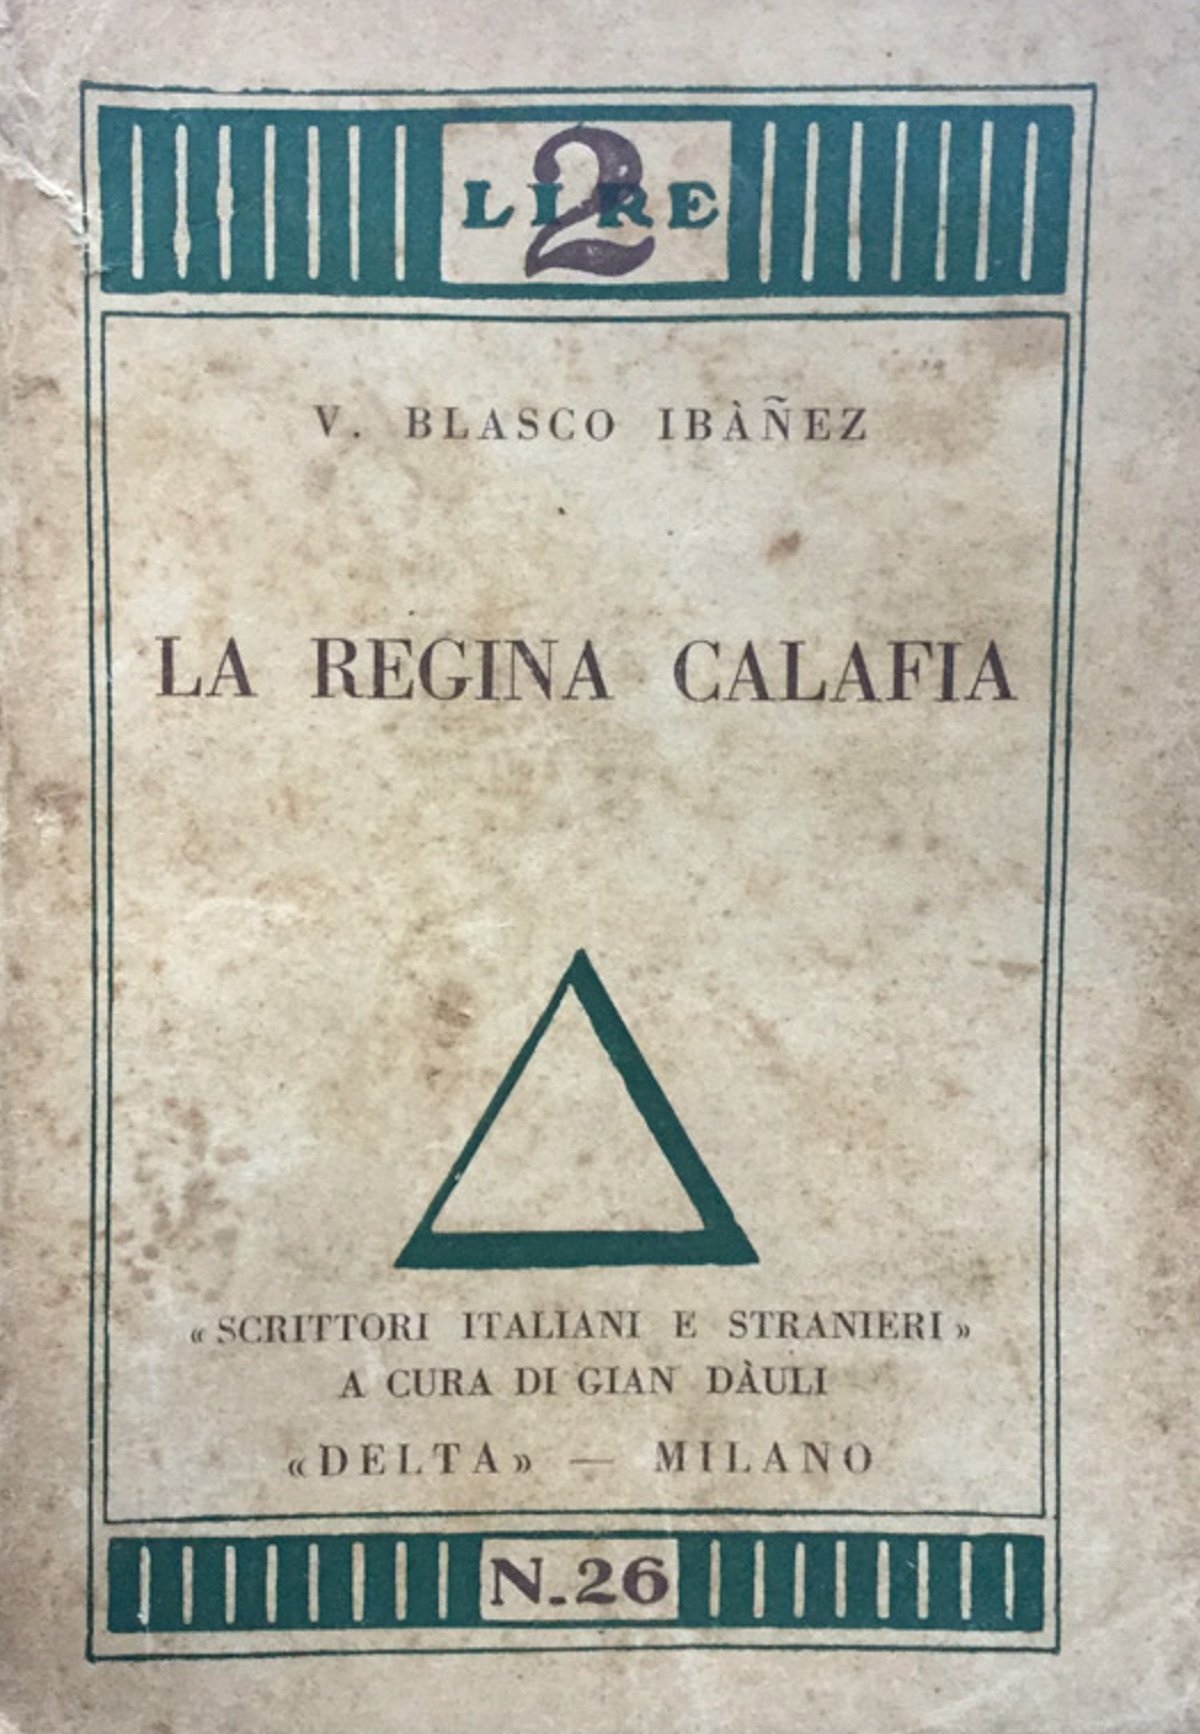 2 LIRE
V. BLASCO IBÀÑEZ
LA REGINA CALAFIA
«SCRITTORI ITALIANI E STRANIERI»
A CURA DI GIAN DÀULI
«DELTA» — MILANO
N. 26